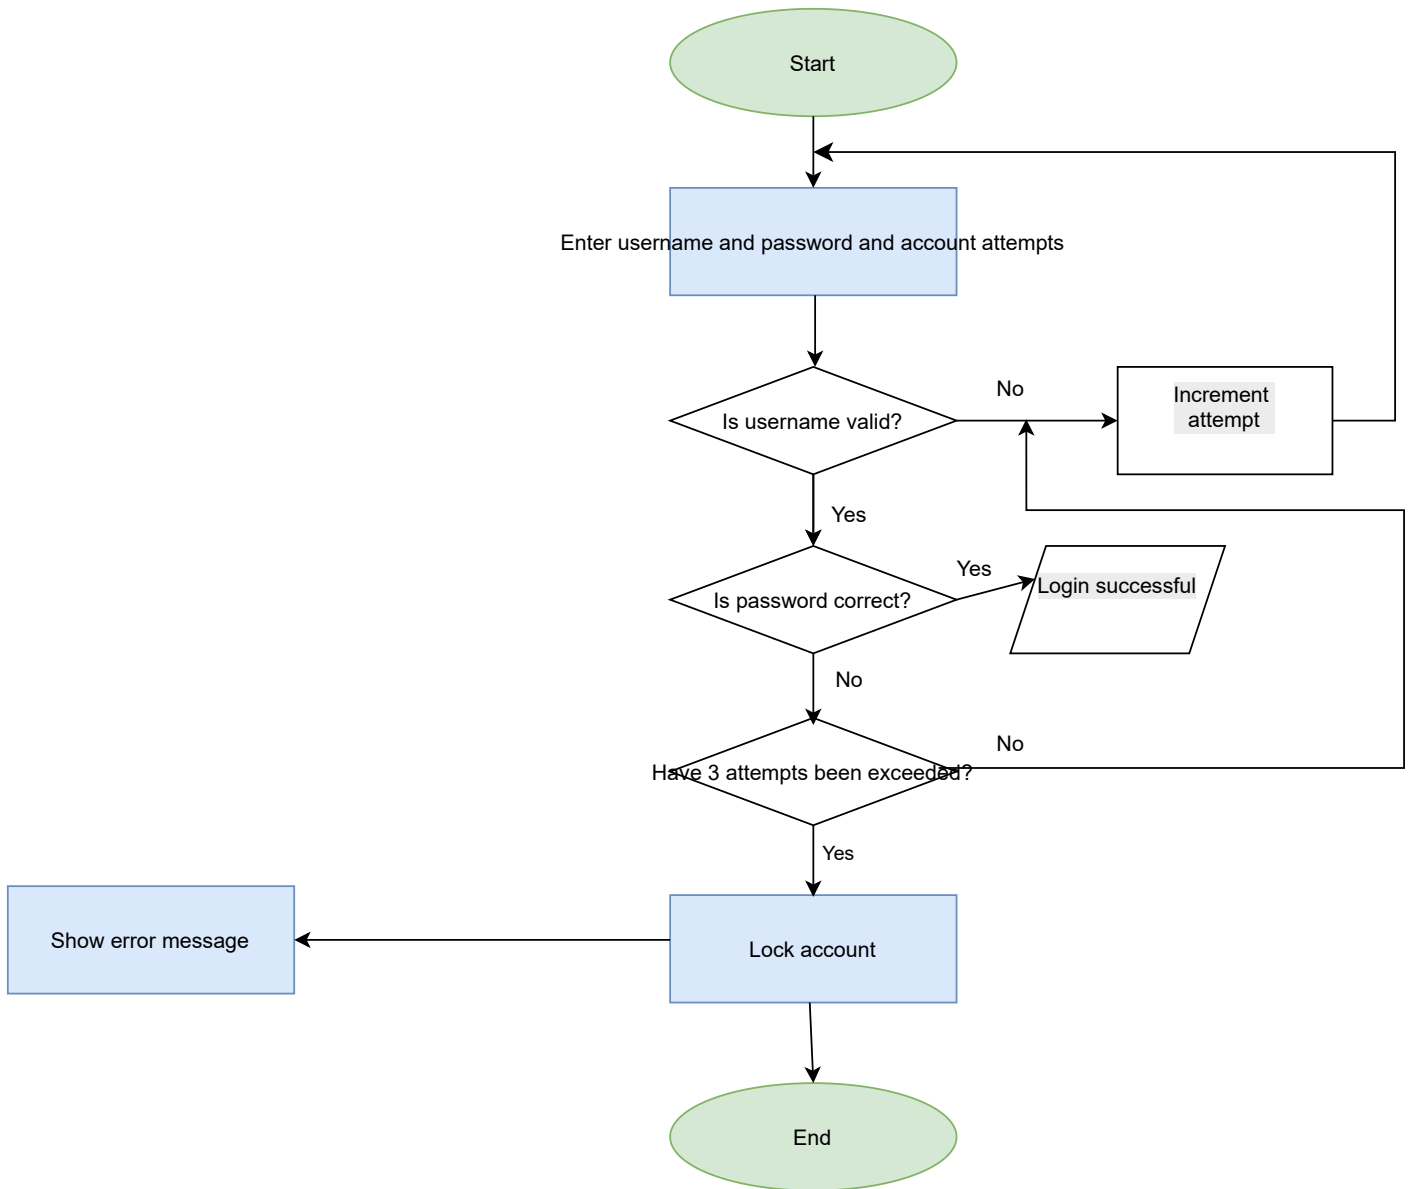 Start
Enter username and password and account attempts
Is username valid?
No
Increment
attempt
Yes
Is password correct?
Yes
Login successful
No
Have 3 attempts been exceeded?
No
Yes
Show error message
Lock account
End